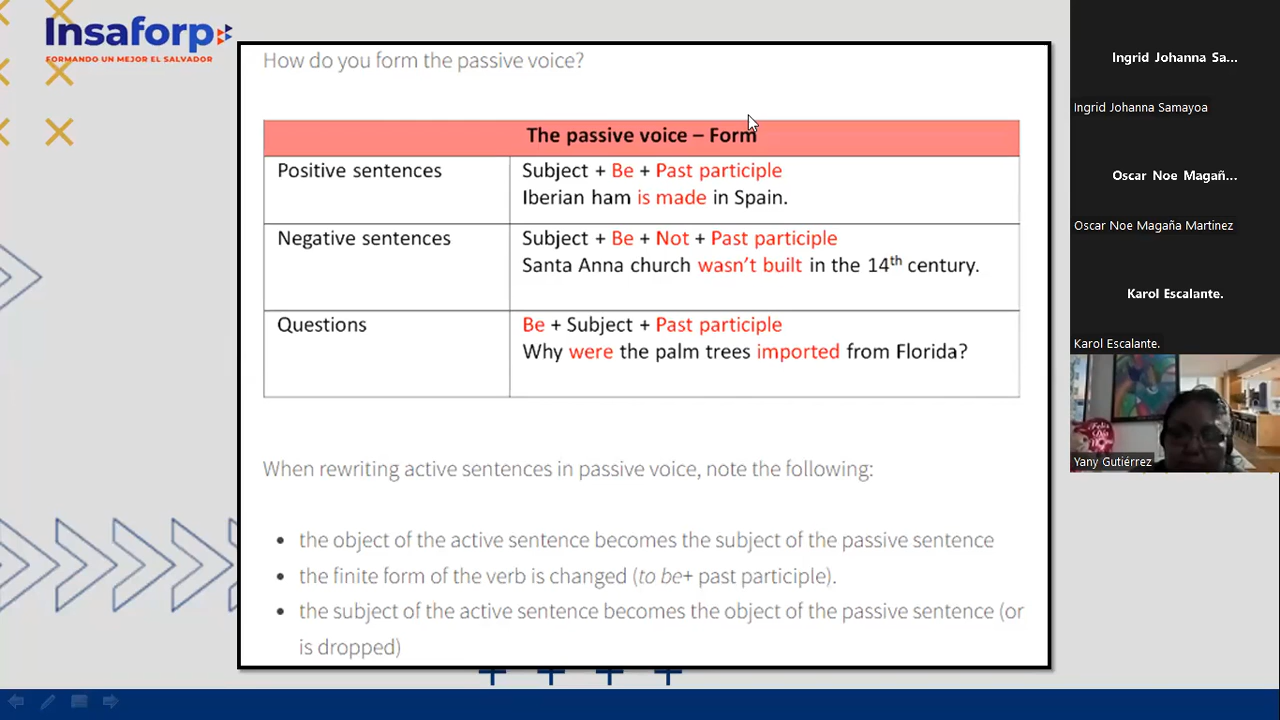 Insaforp
FORMANDO UN MEJOR EL SALVADOR
How do you form the passive voice?
The passive voice – Form
Positive sentences
Subject + Be + Past participle
Iberian ham is made in Spain.
Negative sentences
Subject + Be + Not + Past participle
Santa Anna church wasn't built in the 14th century.
Questions
Be + Subject + Past participle
Why were the palm trees imported from Florida?
When rewriting active sentences in passive voice, note the following:
• the object of the active sentence becomes the subject of the passive sentence
• the finite form of the verb is changed (to be+ past participle).
• the subject of the active sentence becomes the object of the passive sentence (or
is dropped)
Ingrid Johanna Sa...
Ingrid Johanna Samayoa
Oscar Noe Magañ...
Oscar Noe Magaña Martinez
Karol Escalante.
Karol Escalante.
Yany Gutiérrez